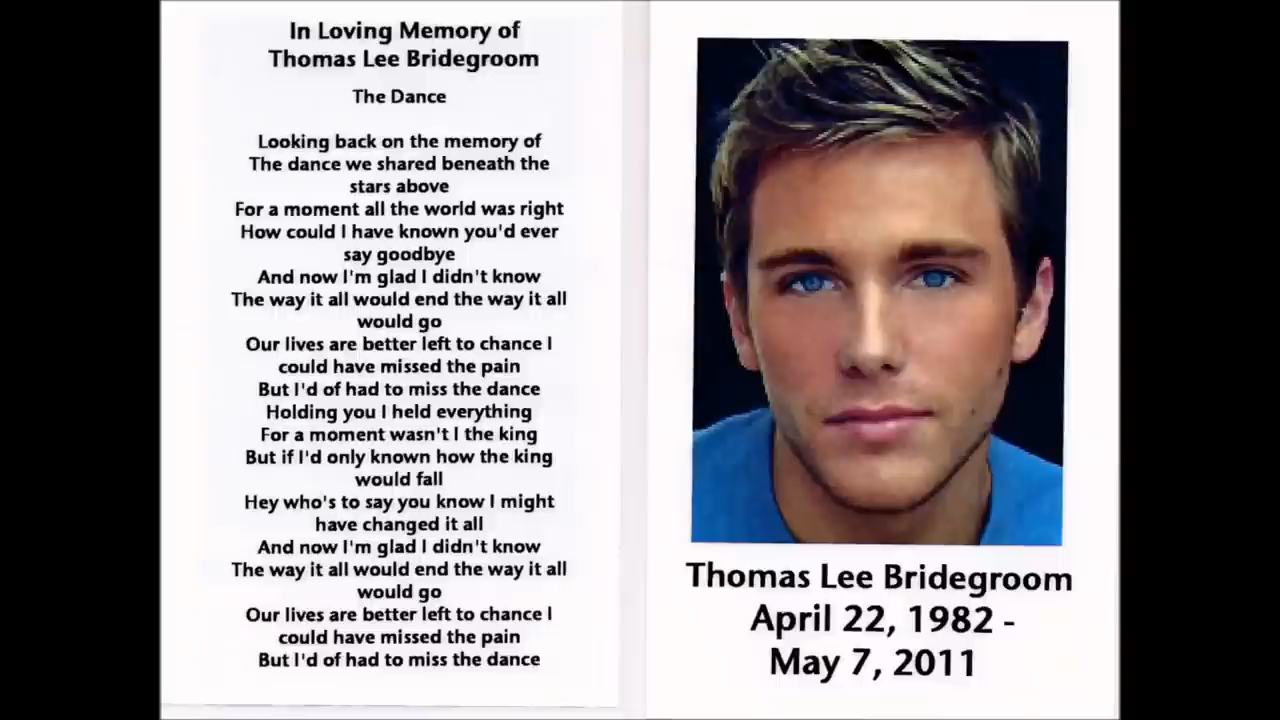 In Loving Memory of
Thomas Lee Bridegroom
The Dance
Looking back on the memory of
The dance we shared beneath the
stars above
For a moment all the world was right
How could I have known you'd ever
say goodbye
And now I'm glad I didn't know
The way it all would end the way it all
would go
Our lives are better left to chance I
could have missed the pain
But I'd of had to miss the dance
Holding you I held everything
For a moment wasn't I the king
But if I'd only known how the king
would fall
Hey who's to say you know I might
have changed it all
And now I'm glad I didn't know
The way it all would end the way it all
would go
Our lives are better left to chance I
could have missed the pain
But I'd of had to miss the dance
Thomas Lee Bridegroom
April 22, 1982 -
May 7, 2011